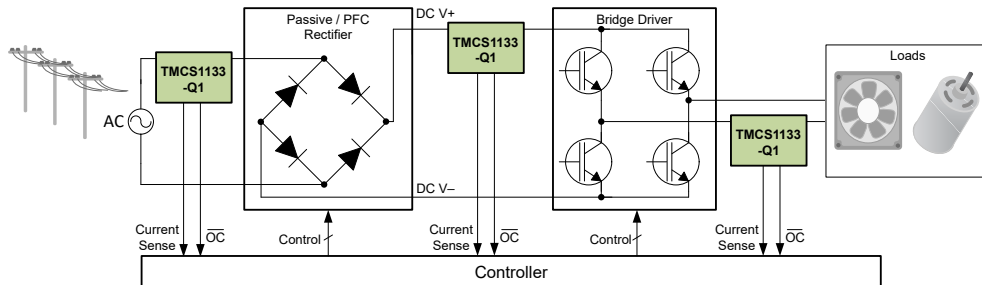 Passive / PFC
Rectifier
DC V+
Bridge Driver
TMCS1133
-Q1
TMCS1133
-Q1
Loads
AC
TMCS1133
-Q1
DC V–
Current
Sense
OC
Control
Current
Sense
OC
Control
Current
Sense
OC
Controller